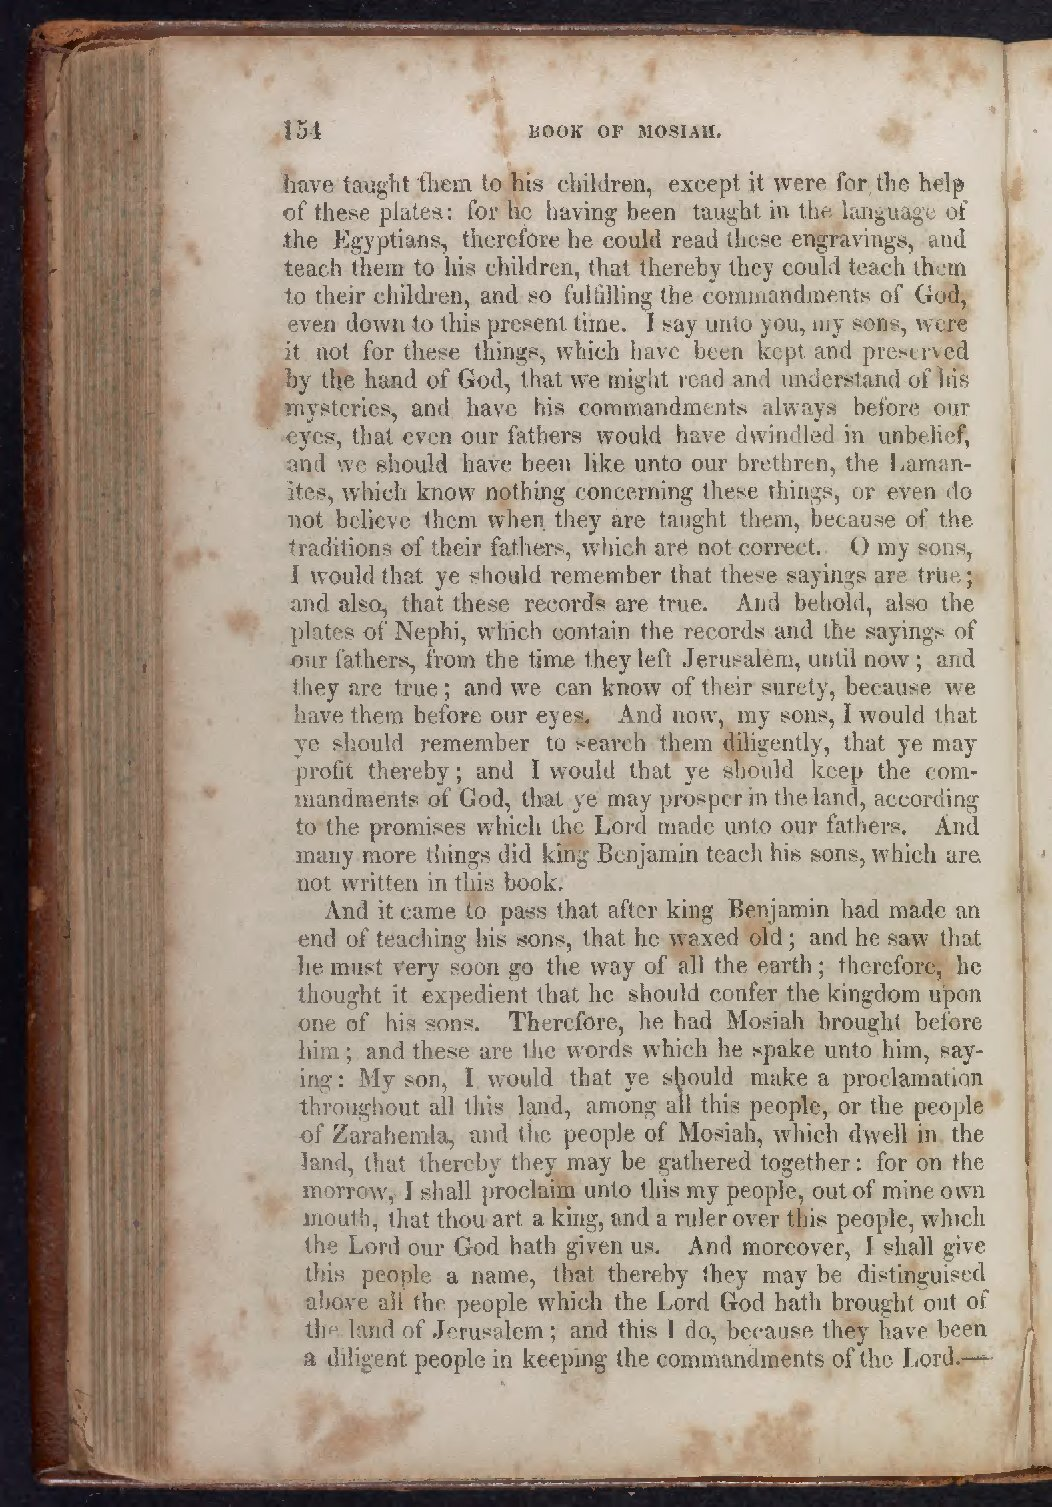 154 BOOK OF MOSIAH.
have taught them to his children, except it were for the help
of these plates: for he having been taught in the language of
the Egyptians, therefore he could read these engravings, and
teach them to his children, that thereby they could teach them
to their children, and so fulfilling the commandments of God,
even down to this present time. I say unto you, my sons, were
it not for these things, which have been kept and preserved
by the hand of God, that we might read and understand of his
mysteries, and have his commandments always before our
eyes, that even our fathers would have dwindled in unbelief,
and we should have been like unto our brethren, the Laman-
ites, which know nothing concerning these things, or even do
not believe them when they are taught them, because of the
traditions of their fathers, which are not correct. O my sons,
I would that ye should remember that these sayings are true;
and also, that these records are true. And behold, also the
plates of Nephi, which contain the records and the sayings of
our fathers, from the time they left Jerusalem, until now; and
they are true; and we can know of their surety, because we
have them before our eyes. And now, my sons, I would that
ye should remember to search them diligently, that ye may
profit thereby; and I would that ye should keep the com-
mandments of God, that ye may prosper in the land, according
to the promises which the Lord made unto our fathers. And
many more things did king Benjamin teach his sons, which are
not written in this book.
And it came to pass that after king Benjamin had made an
end of teaching his sons, that he waxed old; and he saw that
he must very soon go the way of all the earth; therefore, he
thought it expedient that he should confer the kingdom upon
one of his sons. Therefore, he had Mosiah brought before
him; and these are the words which he spake unto him, say-
ing: My son, I would that ye should make a proclamation
throughout all this land, among all this people, or the people
of Zarahemla, and the people of Mosiah, which dwell in the
land, that thereby they may be gathered together: for on the
morrow, I shall proclaim unto this my people, out of mine own
mouth, that thou art a king, and a ruler over this people, which
the Lord our God hath given us. And moreover, I shall give
this people a name, that thereby they may be distinguised
above all the people which the Lord God hath brought out of
the land of Jerusalem; and this I do, because they have been
a diligent people in keeping the commandments of the Lord.—